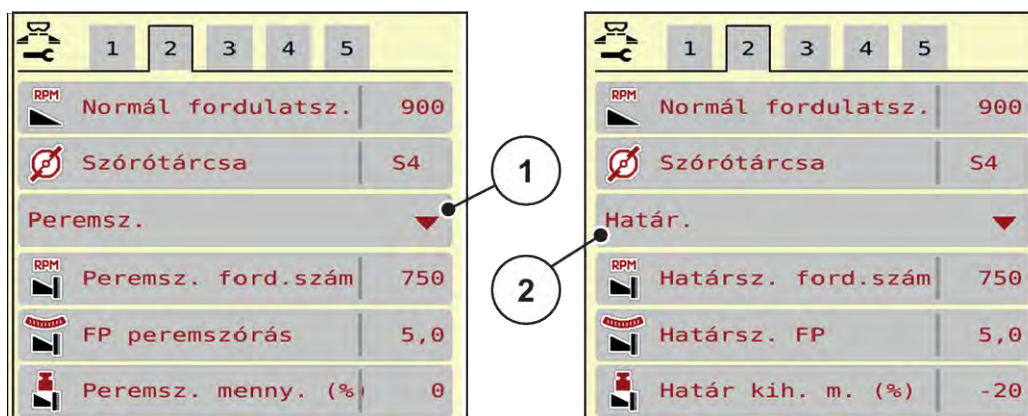 1 2 3 4 5
RPM Normál fordulatsz. 900
Szórótárcsa S4
Peremsz.
RPM Peremsz. ford.szám 750
FP peremszórás 5,0
Peremsz. menny. (%) 0
1
2
1 2 3 4 5
RPM Normál fordulatsz. 900
Szórótárcsa S4
Határ.
RPM Határsz. ford.szám 750
Határsz. FP 5,0
Határ kih. m. (%) -20